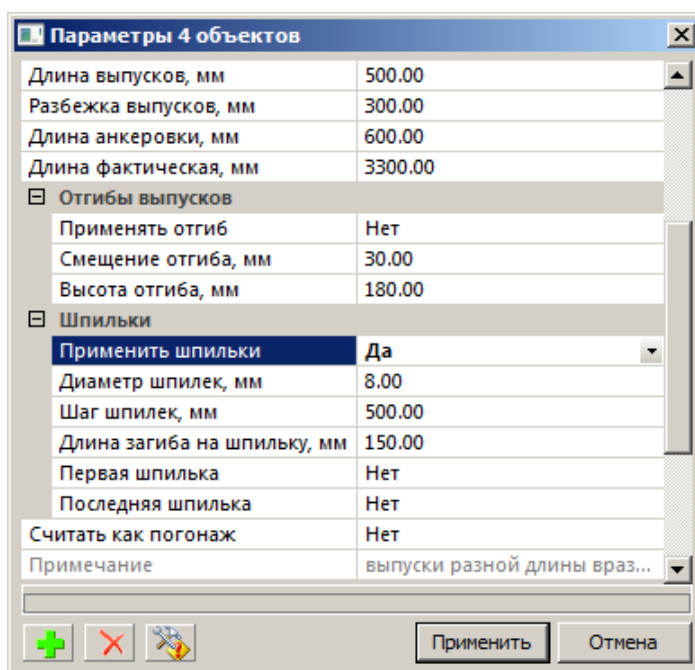 Параметры 4 объектов
Длина выпусков, мм 500.00
Разбежка выпусков, мм 300.00
Длина анкеровки, мм 600.00
Длина фактическая, мм 3300.00
Отгибы выпусков
Применять отгиб Нет
Смещение отгиба, мм 30.00
Высота отгиба, мм 180.00
Шпильки
Применить шпильки Да
Диаметр шпилек, мм 8.00
Шаг шпилек, мм 500.00
Длина загиба на шпильку, мм 150.00
Первая шпилька Нет
Последняя шпилька Нет
Считать как погонаж Нет
Примечание выпуски разной длины враз...
Применить Отмена